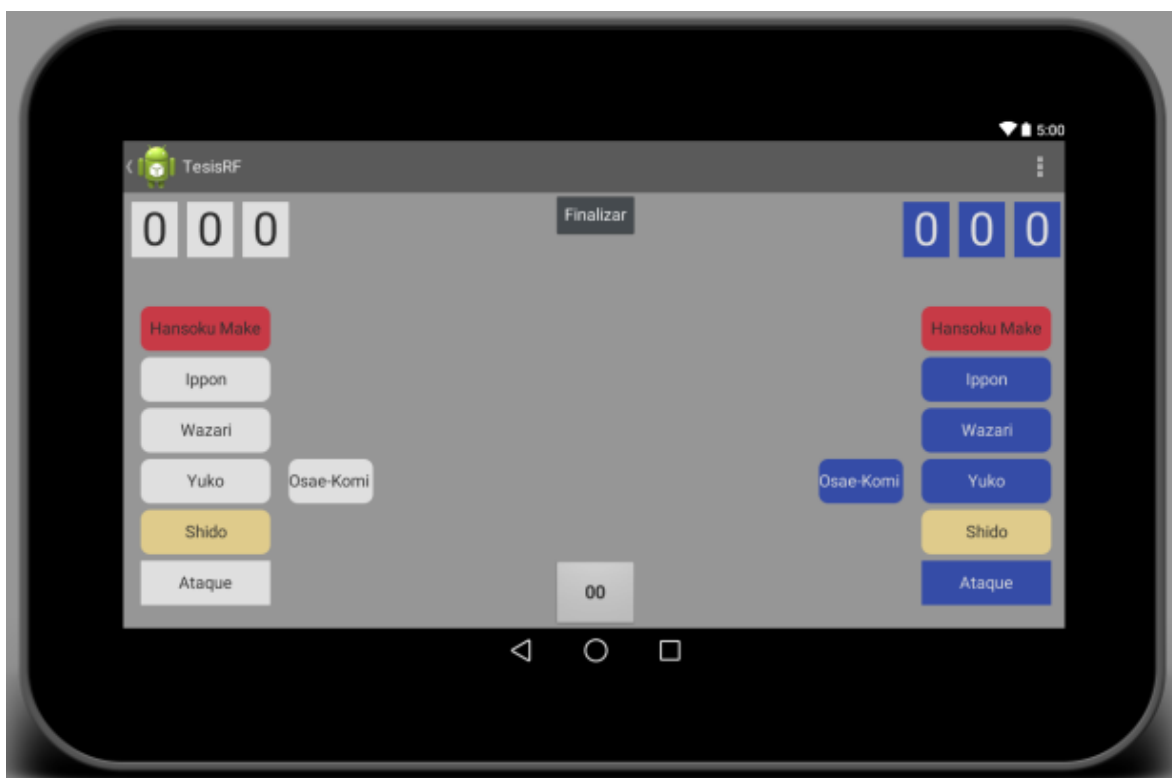 5:00
TesisRF
0 0 0
Finalizar
0 0 0
Hansoku Make
Hansoku Make
Ippon
Ippon
Wazari
Wazari
Yuko
Osae-Komi
Osae-Komi
Yuko
Shido
Shido
Ataque
00
Ataque